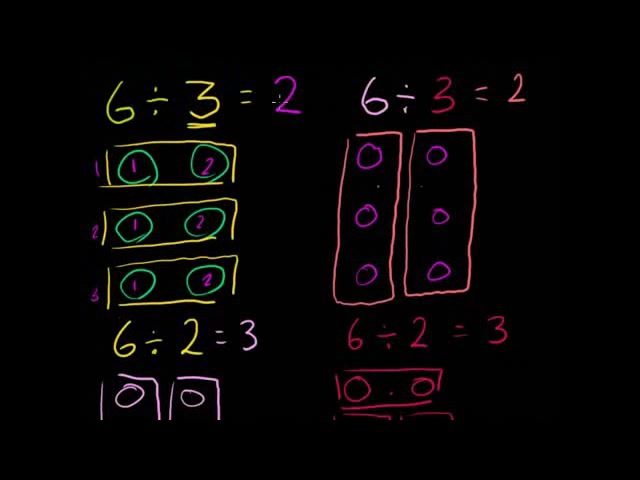 6 ÷ 3 = 2
1 1 2
2 1 2
3 1 2
6 ÷ 2 = 3
6 ÷ 3 = 2
6 ÷ 2 = 3